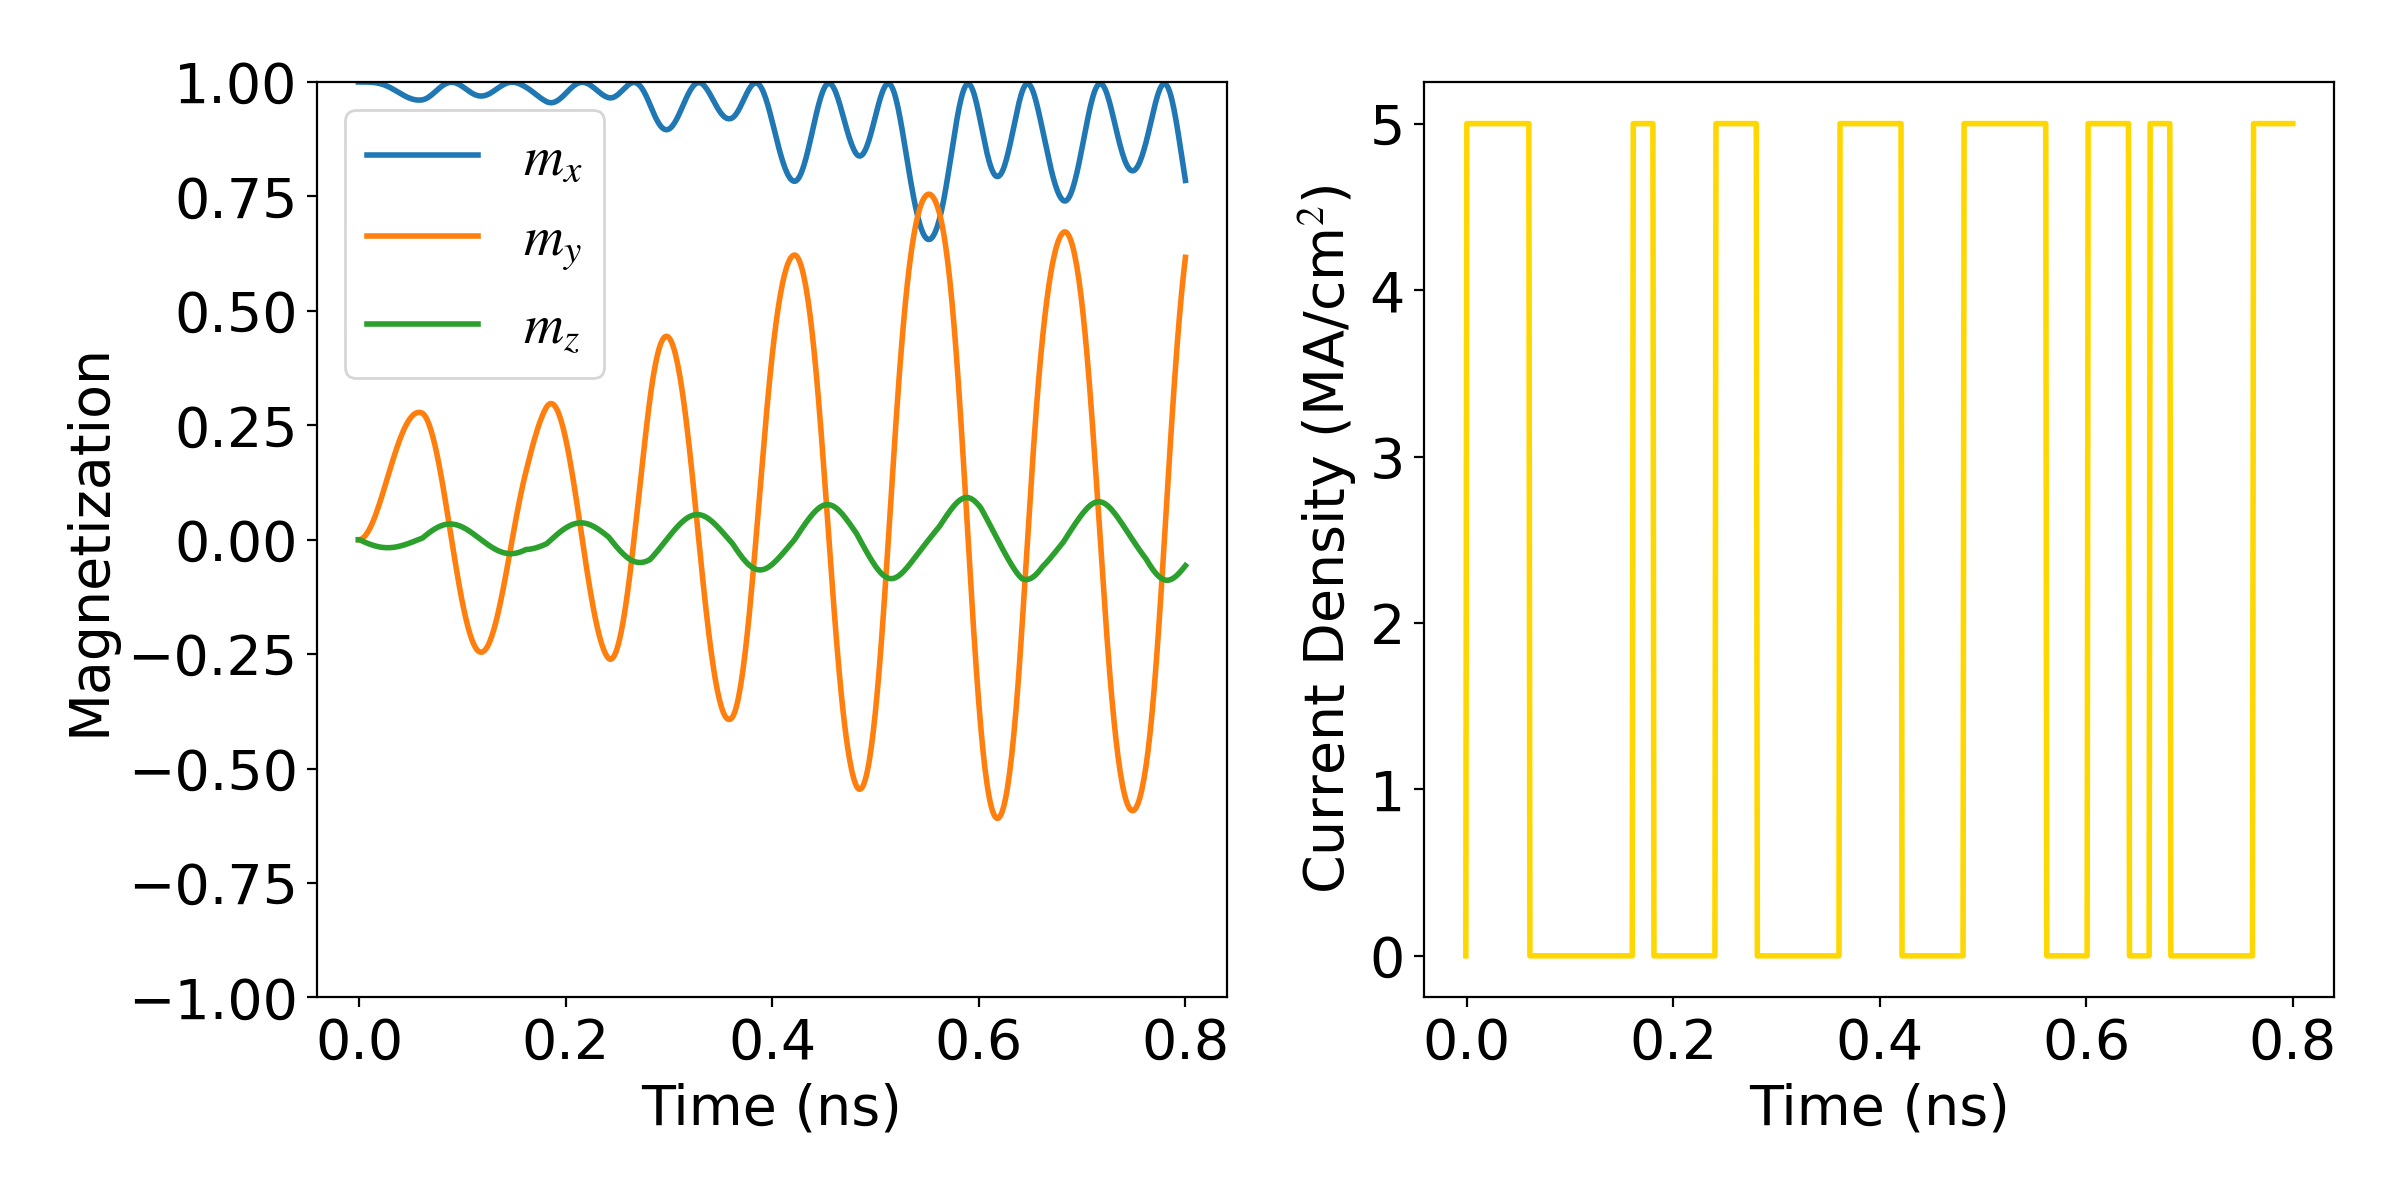 1.00
0.75
0.50
0.25
0.00
−0.25
−0.50
−0.75
−1.00
Magnetization
m_x
m_y
m_z
0.0 0.2 0.4 0.6 0.8
Time (ns)
5
4
3
2
1
0
Current Density (MA/cm²)
0.0 0.2 0.4 0.6 0.8
Time (ns)